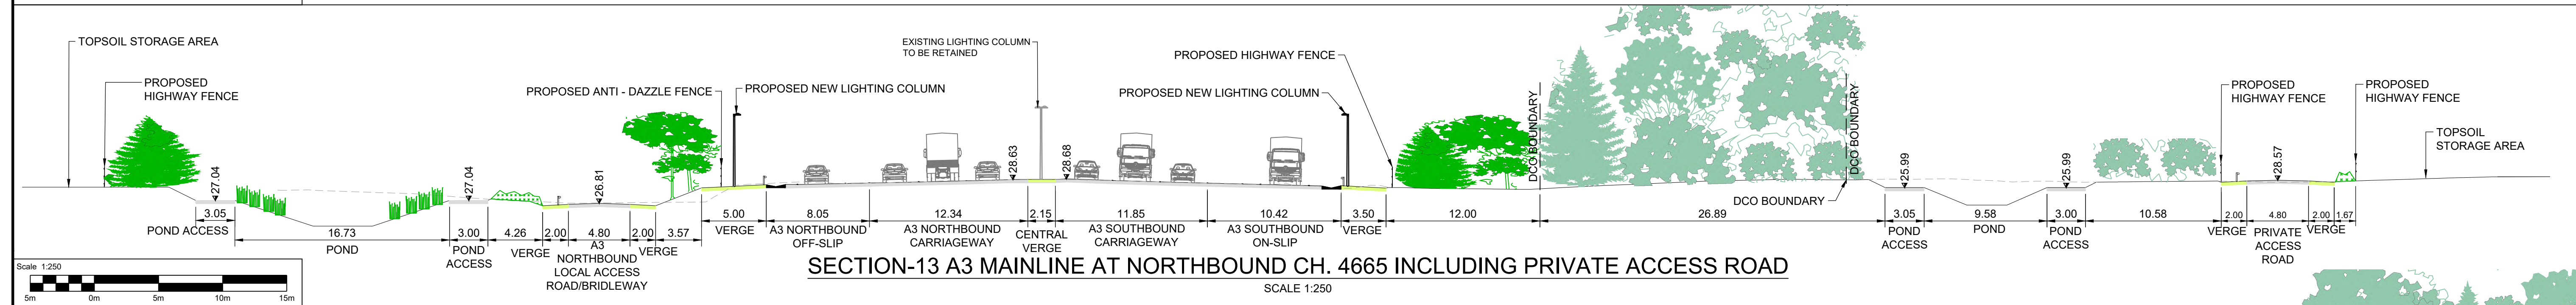 TOPSOIL STORAGE AREA
PROPOSED
HIGHWAY FENCE
PROPOSED ANTI - DAZZLE FENCE
PROPOSED NEW LIGHTING COLUMN
EXISTING LIGHTING COLUMN
TO BE RETAINED
PROPOSED HIGHWAY FENCE
PROPOSED NEW LIGHTING COLUMN
DCO BOUNDARY
DCO BOUNDARY
DCO BOUNDARY
PROPOSED
HIGHWAY FENCE
PROPOSED
HIGHWAY FENCE
TOPSOIL
STORAGE AREA
27.04
27.04
26.81
28.63
28.68
25.99
25.99
28.57
3.05
POND ACCESS
16.73
POND
3.00
POND
ACCESS
4.26
2.00
VERGE
4.80
A3
NORTHBOUND
LOCAL ACCESS
ROAD/BRIDLEWAY
2.00
VERGE
3.57
5.00
VERGE
8.05
A3 NORTHBOUND
OFF-SLIP
12.34
A3 NORTHBOUND
CARRIAGEWAY
2.15
CENTRAL
VERGE
11.85
A3 SOUTHBOUND
CARRIAGEWAY
10.42
A3 SOUTHBOUND
ON-SLIP
3.50
VERGE
12.00
26.89
3.05
POND
ACCESS
9.58
POND
3.00
POND
ACCESS
10.58
2.00
VERGE
4.80
PRIVATE
ACCESS
ROAD
2.00
VERGE
1.67
SECTION-13 A3 MAINLINE AT NORTHBOUND CH. 4665 INCLUDING PRIVATE ACCESS ROAD
SCALE 1:250
Scale 1:250
5m 0m 5m 10m 15m